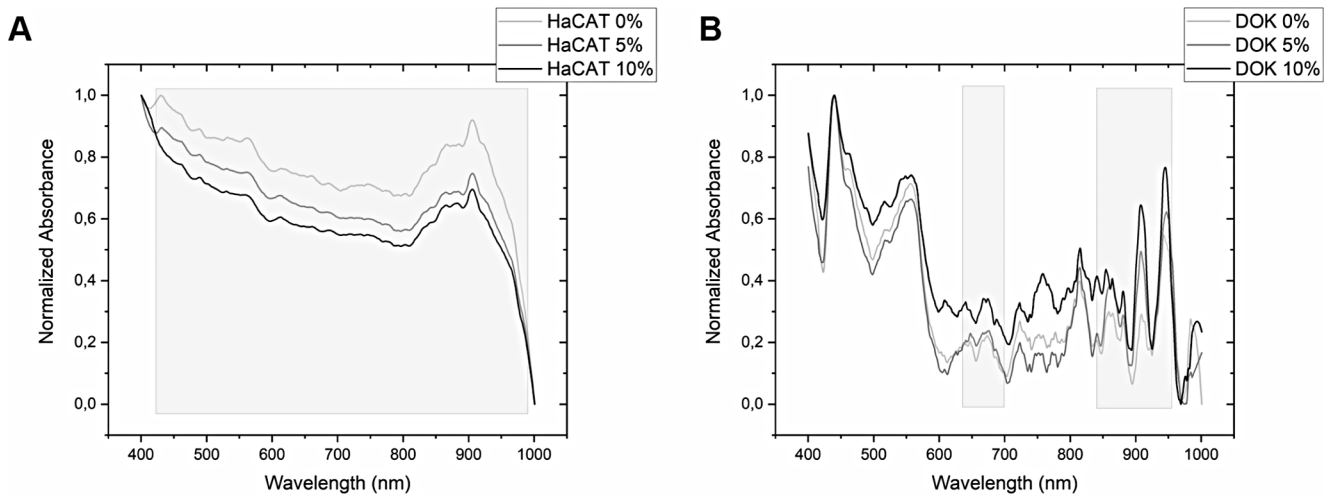 A
HaCAT 0%
HaCAT 5%
HaCAT 10%
1,0
0,8
0,6
0,4
0,2
0,0
Normalized Absorbance
400 500 600 700 800 900 1000
Wavelength (nm)
B
DOK 0%
DOK 5%
DOK 10%
1,0
0,8
0,6
0,4
0,2
0,0
Normalized Absorbance
400 500 600 700 800 900 1000
Wavelength (nm)